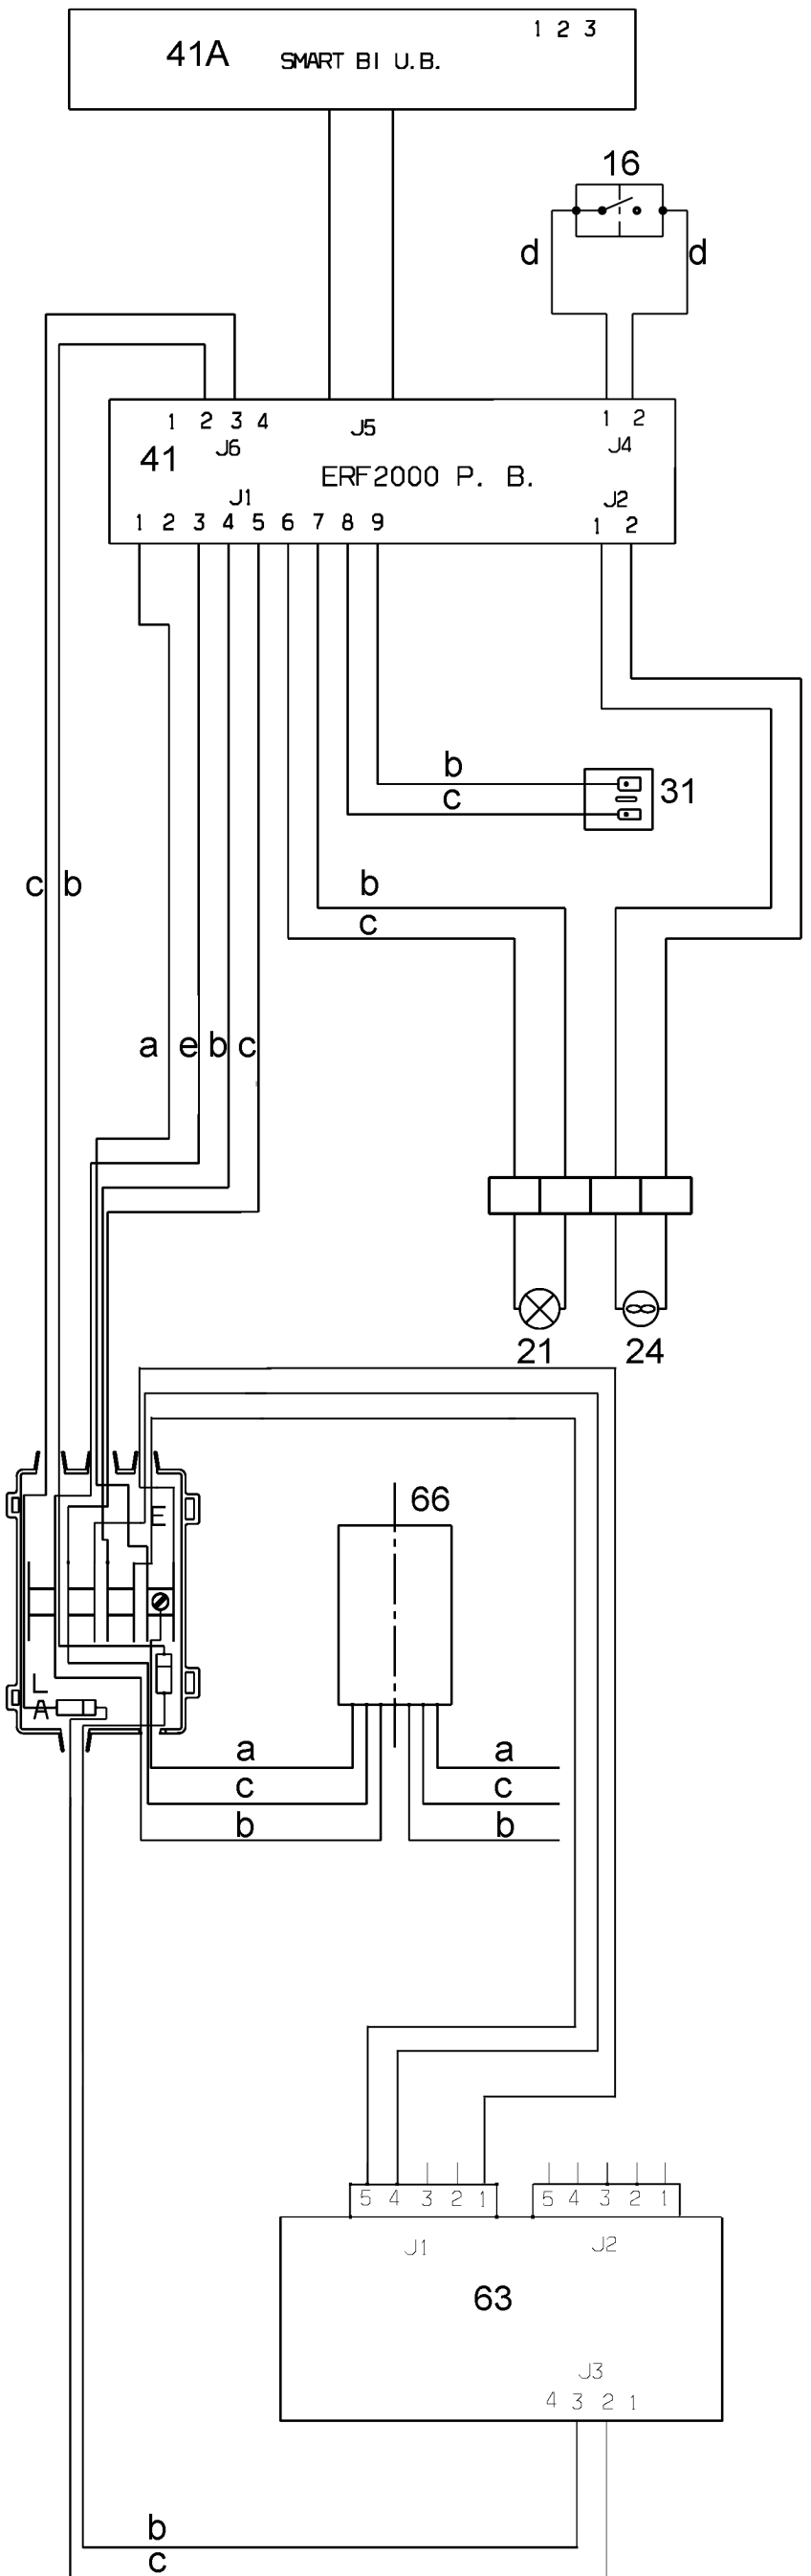 1 2 3
41A SMART BI U.B.
16
d d
1 2 3 4 J5 1 2
J6 J4
41 ERF2000 P. B.
J1 J2
1 2 3 4 5 6 7 8 9 1 2
b
c 31
c b b
c
a e b c
21 24
66
E
L
A
a a
c c
b b
5 4 3 2 1 5 4 3 2 1
J1 J2
63
J3
4 3 2 1
b
c